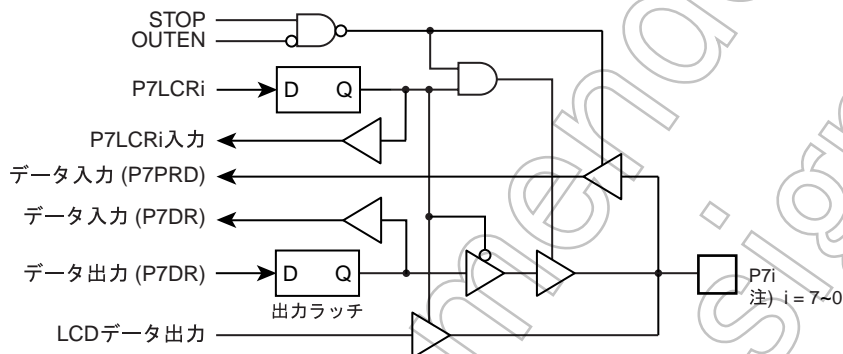 STOP
OUTEN
P7LCRi
D Q
P7LCRi入力
データ入力 (P7PRD)
データ入力 (P7DR)
データ出力 (P7DR)
D Q
出力ラッチ
P7i
注) i = 7~0
LCDデータ出力